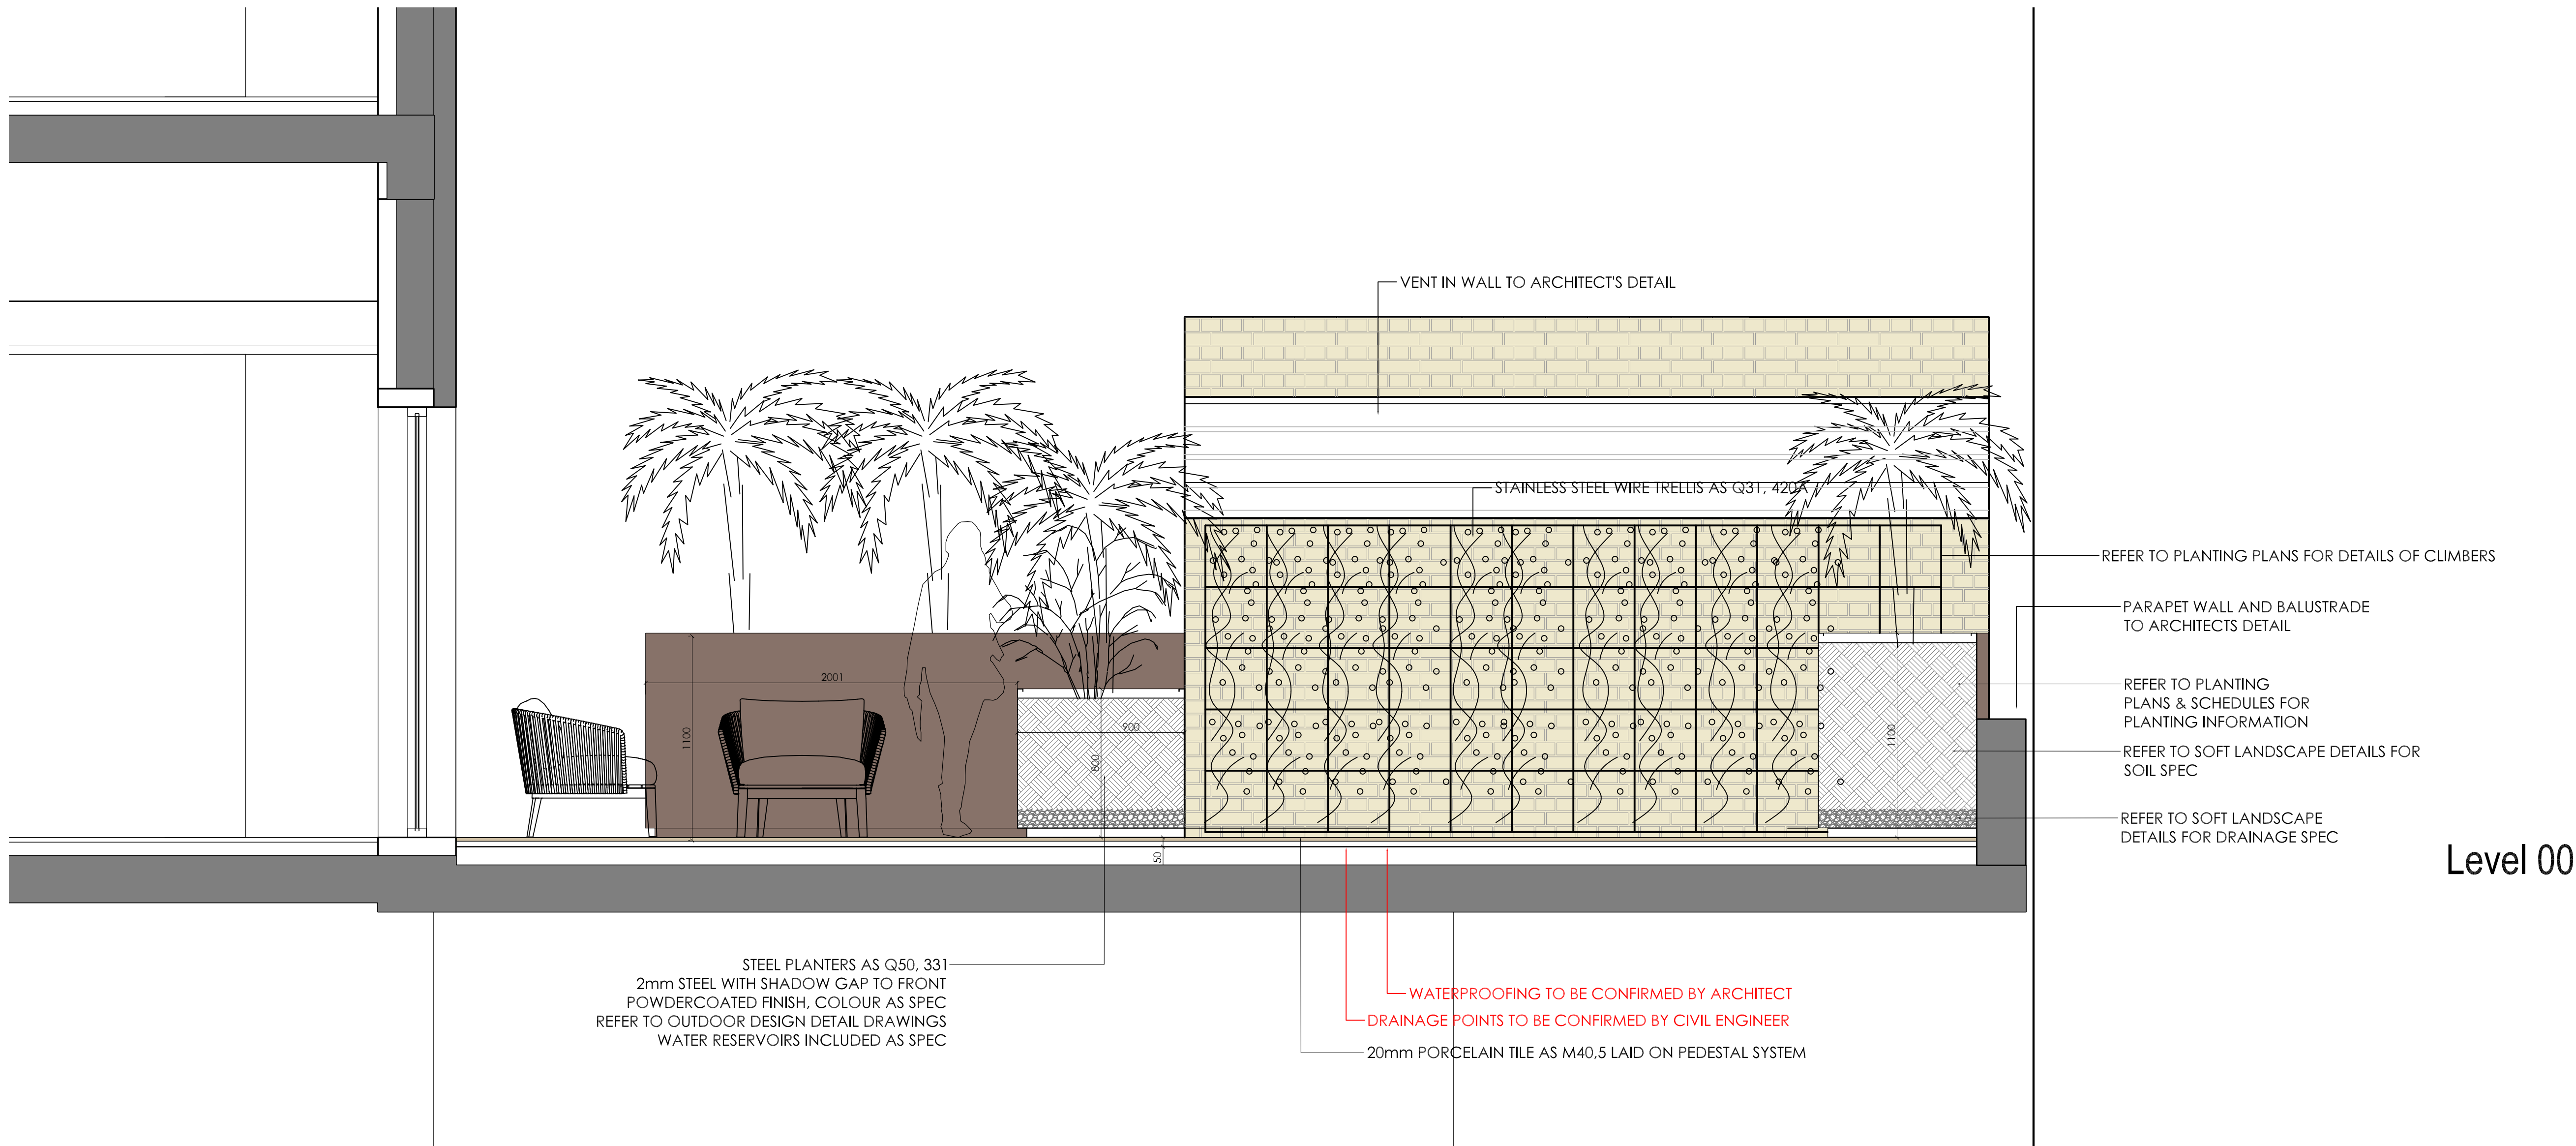 VENT IN WALL TO ARCHITECT'S DETAIL
STAINLESS STEEL WIRE TRELLIS AS Q31, 420A
REFER TO PLANTING PLANS FOR DETAILS OF CLIMBERS
PARAPET WALL AND BALUSTRADE
TO ARCHITECTS DETAIL
REFER TO PLANTING
PLANS & SCHEDULES FOR
PLANTING INFORMATION
REFER TO SOFT LANDSCAPE DETAILS FOR
SOIL SPEC
REFER TO SOFT LANDSCAPE
DETAILS FOR DRAINAGE SPEC
Level 00
2001
1100
900
800
1100
50
STEEL PLANTERS AS Q50, 331
2mm STEEL WITH SHADOW GAP TO FRONT
POWDERCOATED FINISH, COLOUR AS SPEC
REFER TO OUTDOOR DESIGN DETAIL DRAWINGS
WATER RESERVOIRS INCLUDED AS SPEC
WATERPROOFING TO BE CONFIRMED BY ARCHITECT
DRAINAGE POINTS TO BE CONFIRMED BY CIVIL ENGINEER
20mm PORCELAIN TILE AS M40,5 LAID ON PEDESTAL SYSTEM